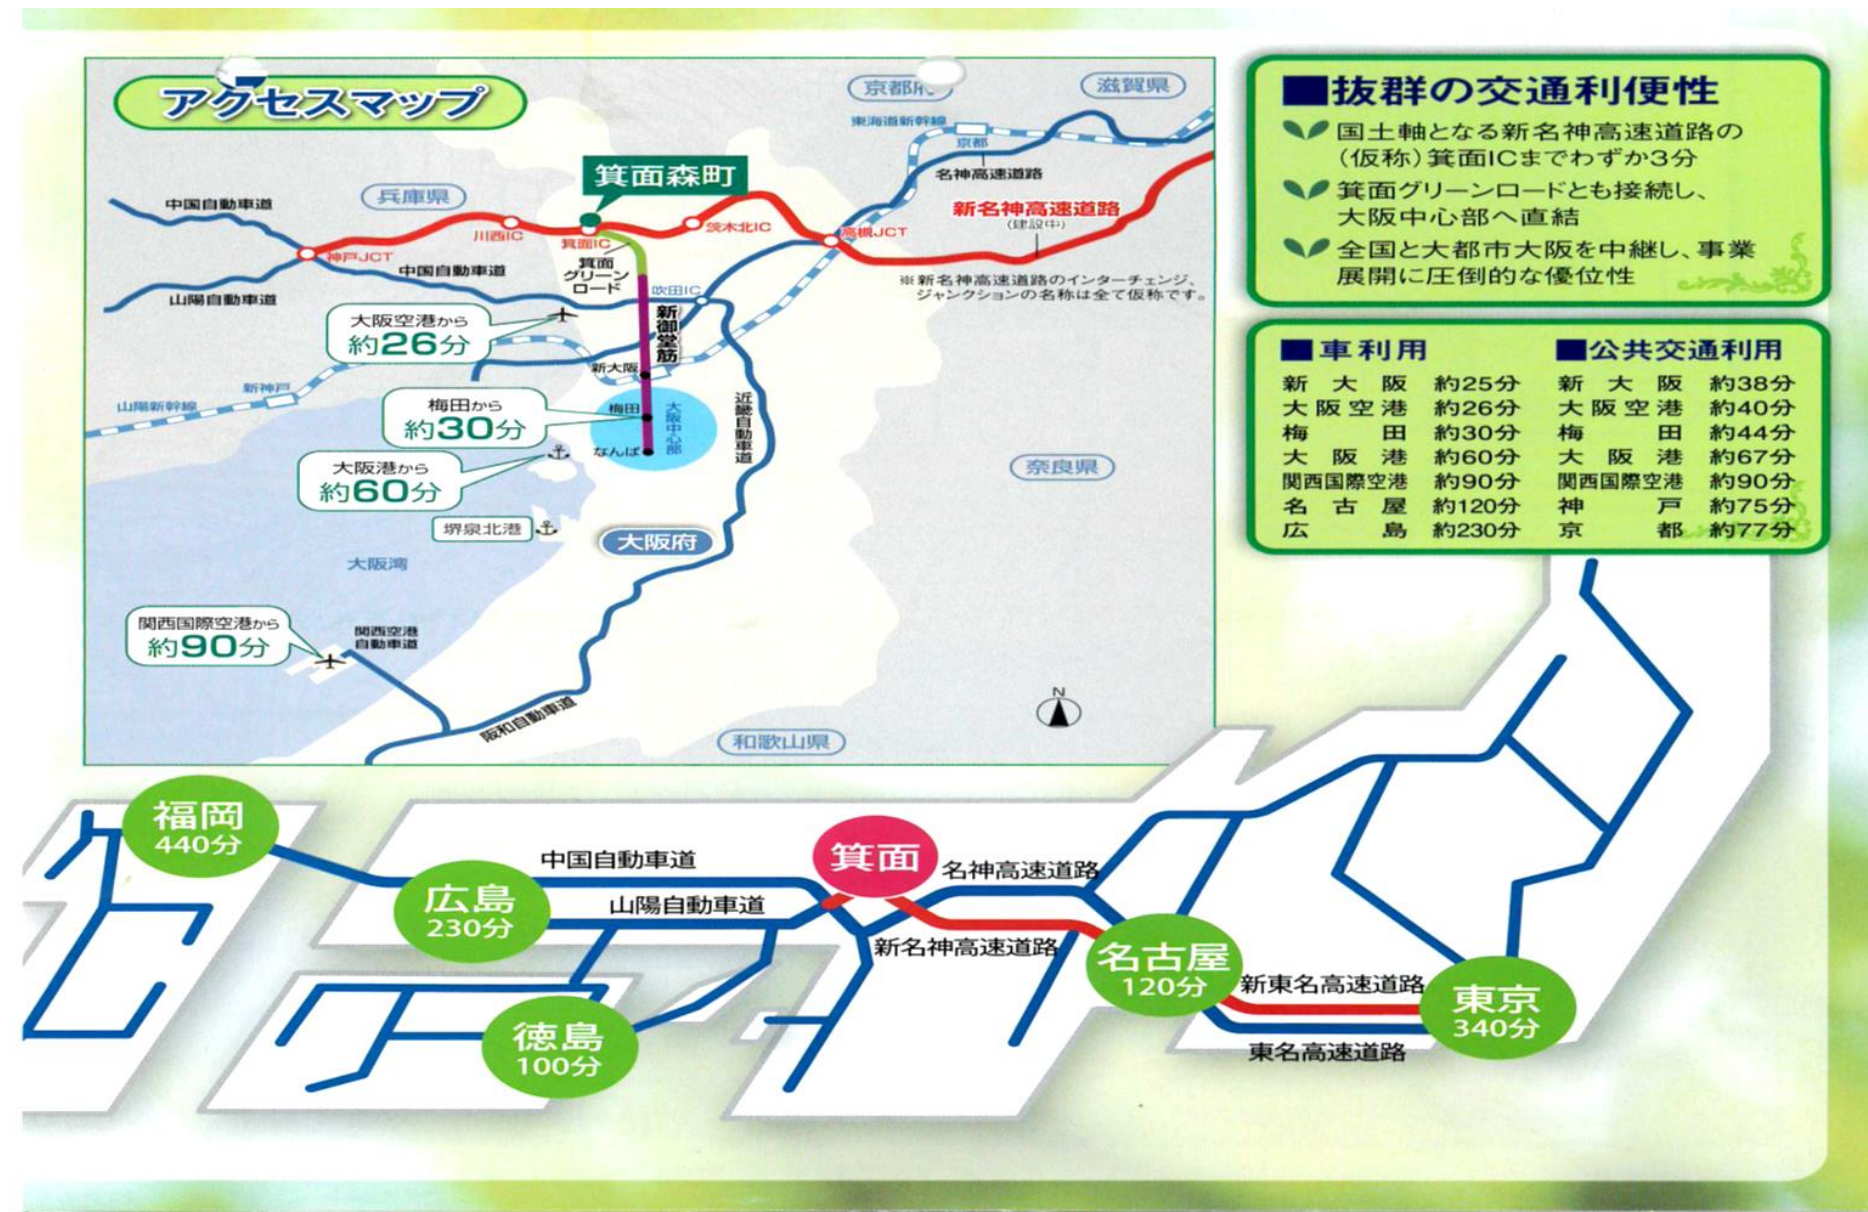 アクセスマップ
京都府
滋賀県
東海道新幹線
京都
名神高速道路
箕面森町
兵庫県
中国自動車道
新名神高速道路
(建設中)
川西IC
箕面IC
茨木北IC
高槻JCT
神戸JCT
箕面
グリーン
ロード
中国自動車道
山陽自動車道
吹田IC
※新名神高速道路のインターチェンジ、
ジャンクションの名称は全て仮称です。
大阪空港から
約26分
新御堂筋
新大阪
新神戸
山陽新幹線
梅田から
約30分
梅田
大阪中心部
なんば
近畿自動車道
大阪港から
約60分
奈良県
堺泉北港
大阪府
大阪湾
関西国際空港から
約90分
関西空港
自動車道
阪和自動車道
和歌山県
N
■抜群の交通利便性
国土軸となる新名神高速道路の
(仮称)箕面ICまでわずか3分
箕面グリーンロードとも接続し、
大阪中心部へ直結
全国と大都市大阪を中継し、事業
展開に圧倒的な優位性
■車利用
新大阪 約25分
大阪空港 約26分
梅田 約30分
大阪港 約60分
関西国際空港 約90分
名古屋 約120分
広島 約230分
■公共交通利用
新大阪 約38分
大阪空港 約40分
梅田 約44分
大阪港 約67分
関西国際空港 約90分
神戸 約75分
京都 約77分
福岡
440分
中国自動車道
広島
230分
山陽自動車道
箕面
名神高速道路
新名神高速道路
名古屋
120分
新東名高速道路
東京
340分
東名高速道路
徳島
100分